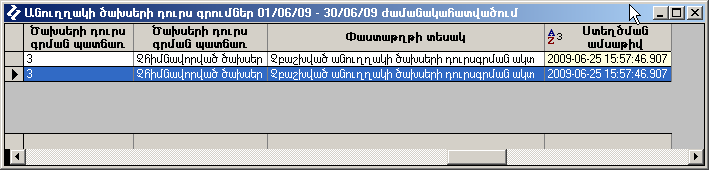 Անուղղակի ծախսերի դուրս գրումներ 01/06/09 - 30/06/09 ժամանակահատվածում
Ծախսերի դուրս գրման պատճառ Ծախսերի դուրս գրման պատճառ Փաստաթղթի տեսակ AZ 3 Ստեղծման ամսաթիվ
3 Չհիմնավորված ծախսեր Չբաշխված անուղղակի ծախսերի դուրսգրման ակտ 2009-06-25 15:57:46.907
3 Չհիմնավորված ծախսեր Չբաշխված անուղղակի ծախսերի դուրսգրման ակտ 2009-06-25 15:57:46.907